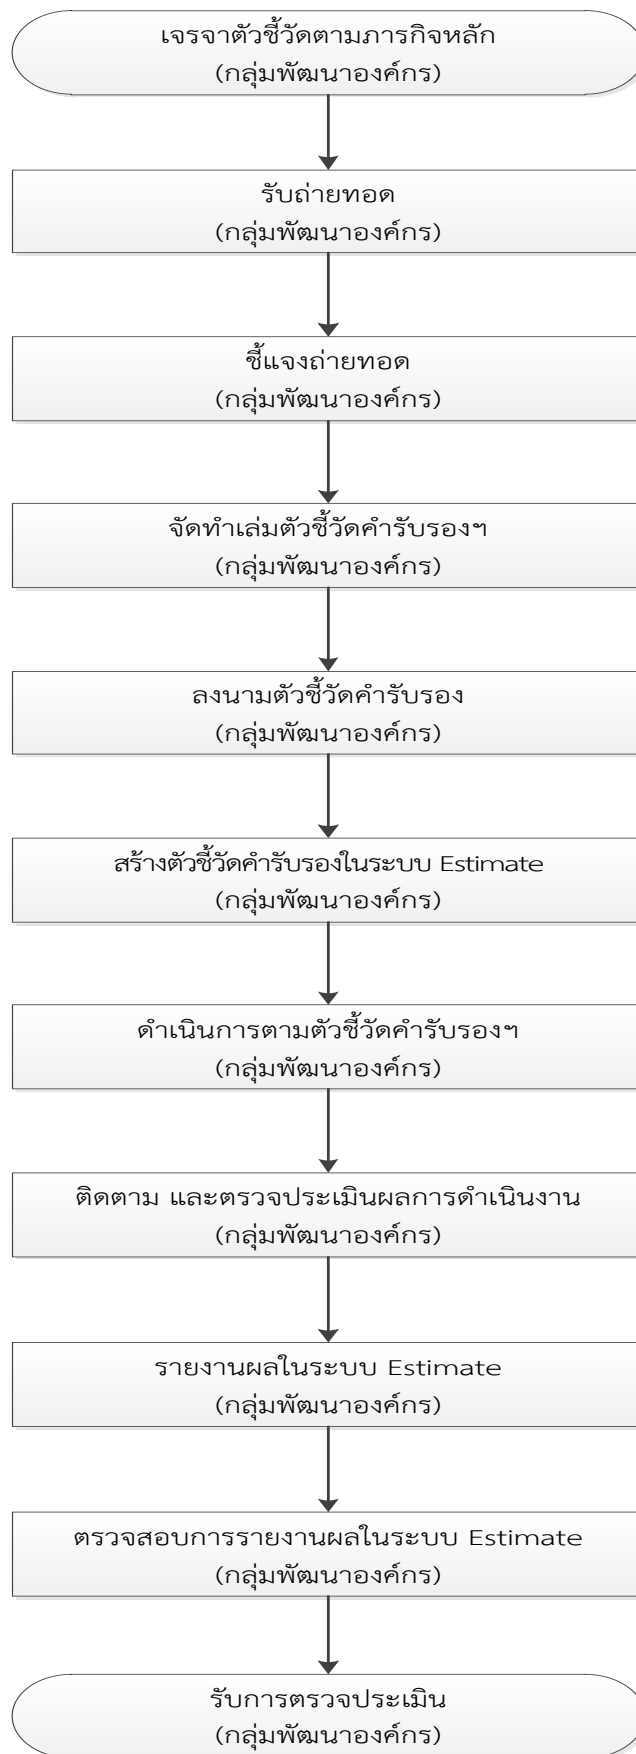 เจรจาตัวชี้วัดตามภารกิจหลัก
(กลุ่มพัฒนาองค์กร)
รับถ่ายทอด
(กลุ่มพัฒนาองค์กร)
ชี้แจงถ่ายทอด
(กลุ่มพัฒนาองค์กร)
จัดทำเล่มตัวชี้วัดคำรับรองฯ
(กลุ่มพัฒนาองค์กร)
ลงนามตัวชี้วัดคำรับรอง
(กลุ่มพัฒนาองค์กร)
สร้างตัวชี้วัดคำรับรองในระบบ Estimate
(กลุ่มพัฒนาองค์กร)
ดำเนินการตามตัวชี้วัดคำรับรองฯ
(กลุ่มพัฒนาองค์กร)
ติดตาม และตรวจประเมินผลการดำเนินงาน
(กลุ่มพัฒนาองค์กร)
รายงานผลในระบบ Estimate
(กลุ่มพัฒนาองค์กร)
ตรวจสอบการรายงานผลในระบบ Estimate
(กลุ่มพัฒนาองค์กร)
รับการตรวจประเมิน
(กลุ่มพัฒนาองค์กร)